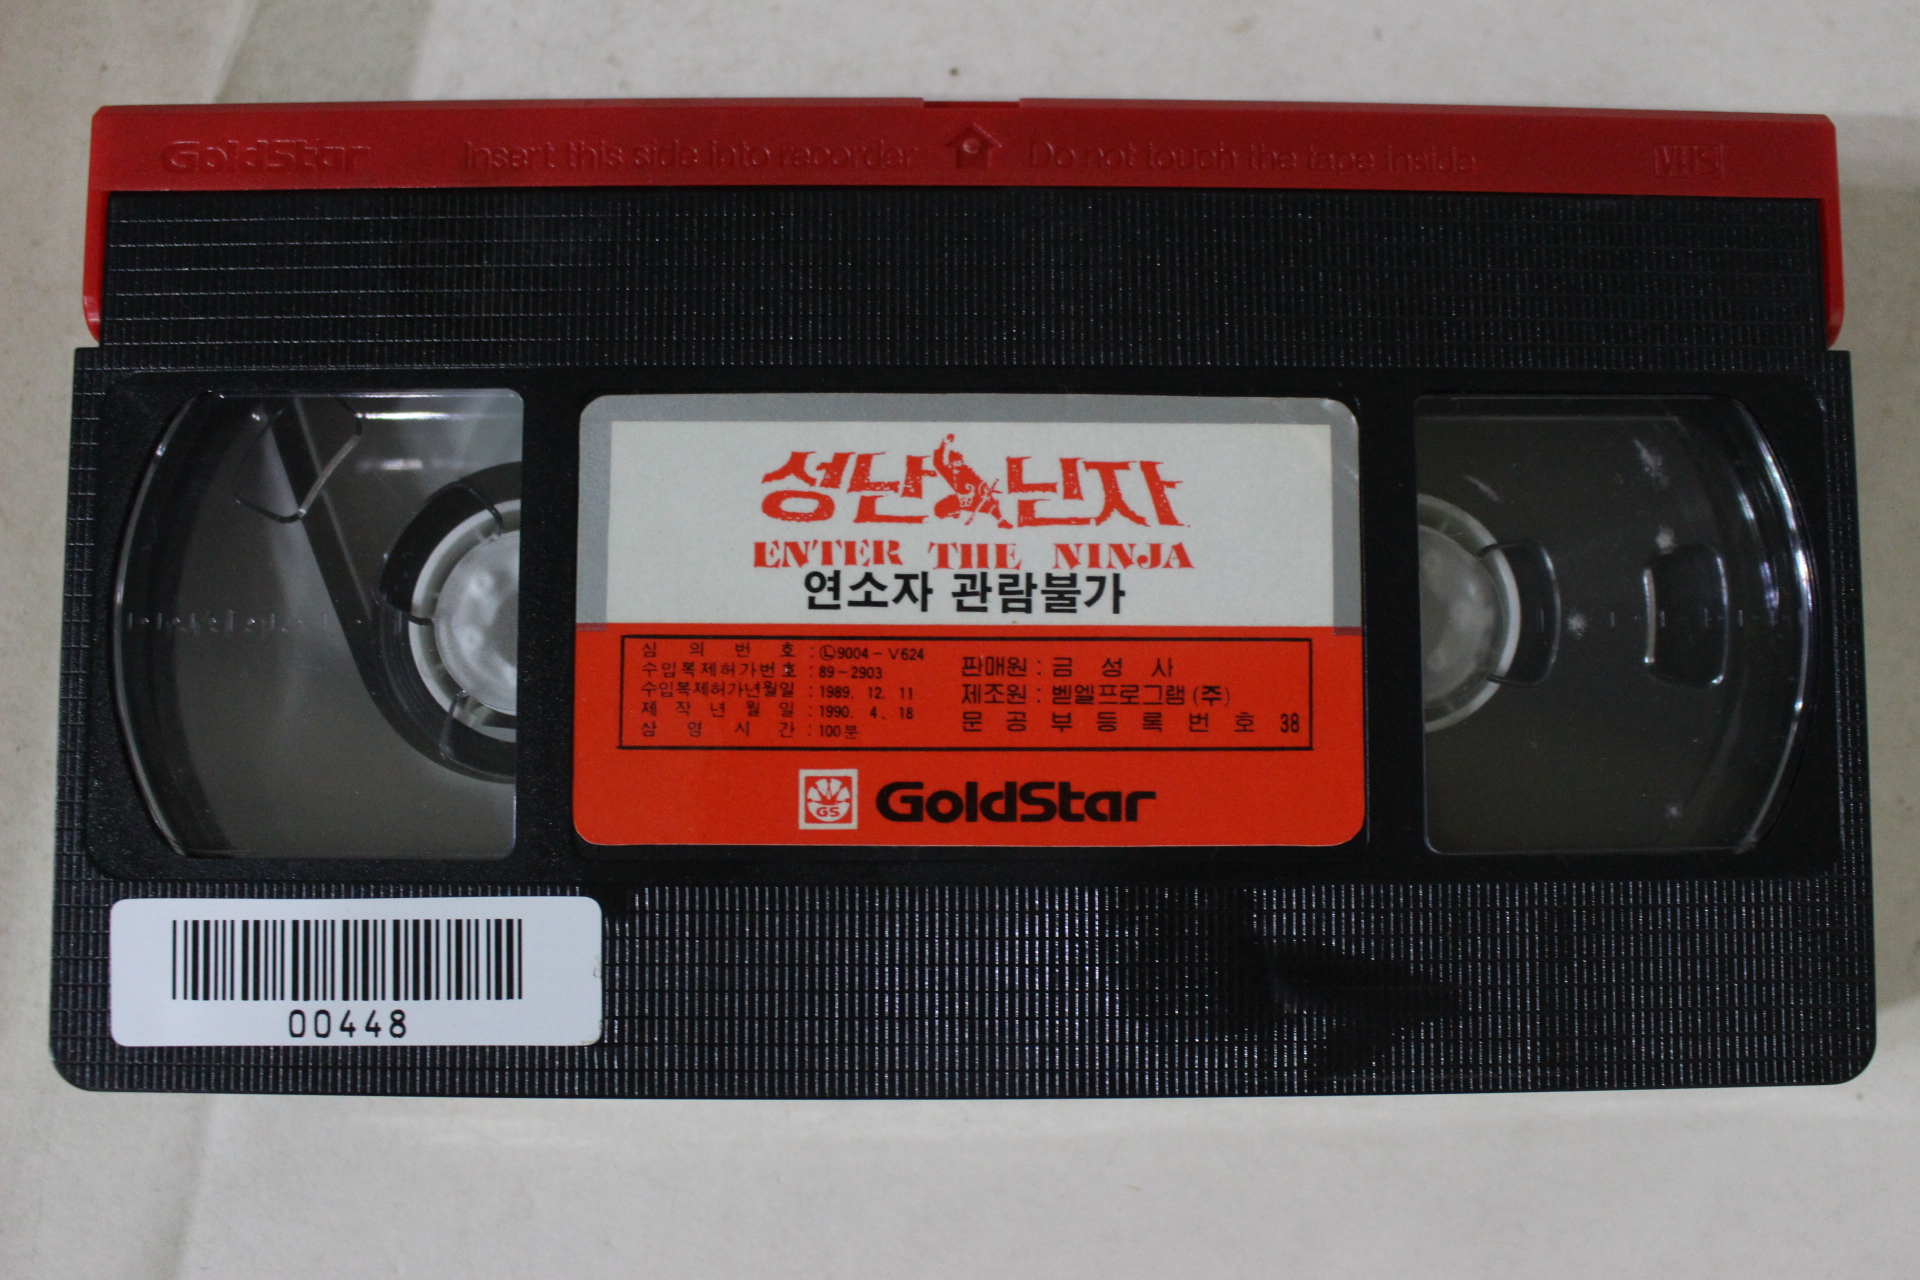 GoldStar Insert this side into recorder Do not touch the tape inside VHS
성난 닌자
ENTER THE NINJA
연소자 관람불가
심의번호 : Ⓛ9004-V624
수입복제허가번호 : 89-2903
수입복제허가년월일 : 1989. 12. 11
제작년월일 : 1990. 4. 18
상영시간 : 100분
판매원 : 금성사
제조원 : 벧엘프로그램(주)
문공부등록번호 38
GS GoldStar
00448